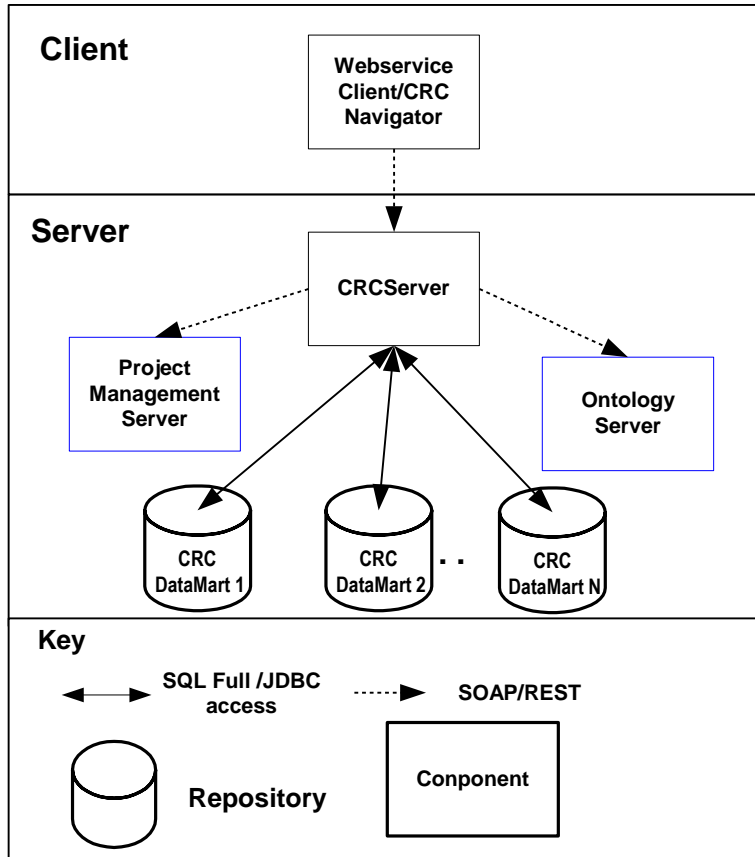 Client
Webservice
Client/CRC
Navigator
Server
CRCServer
Project
Management
Server
Ontology
Server
CRC
DataMart 1
CRC
DataMart 2
. .
CRC
DataMart N
Key
SQL Full /JDBC
access
SOAP/REST
Repository
Conponent